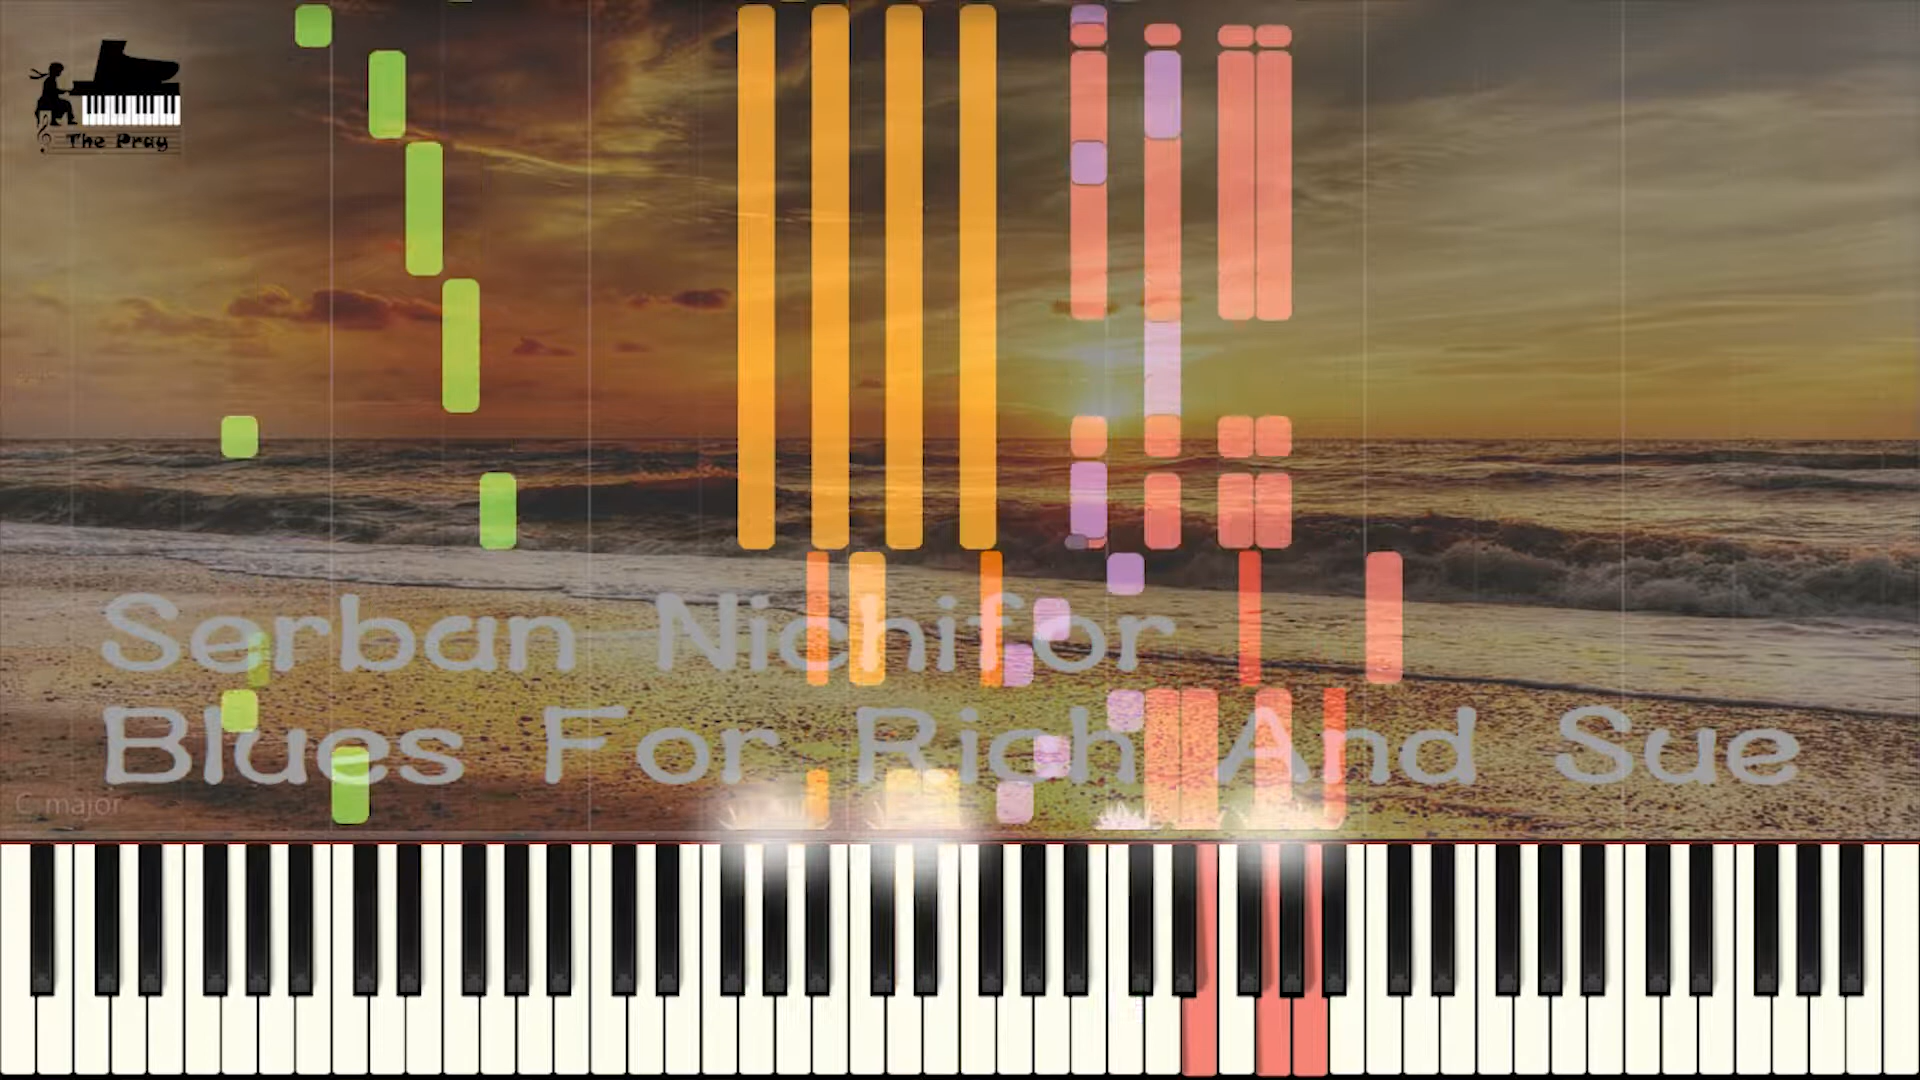 The Pray
Serban Nichifor
Blues For Rich And Sue
C major